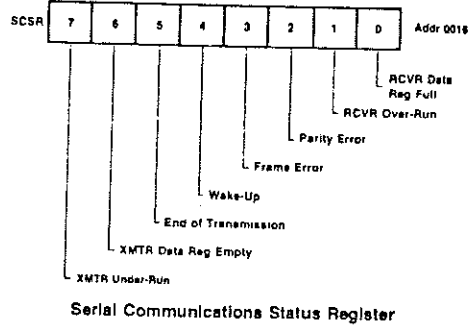 SCSR 7 6 5 4 3 2 1 0 Addr 0016
RCVR Data
Reg Full
RCVR Over-Run
Parity Error
Frame Error
Wake-Up
End of Transmission
XMTR Data Reg Empty
XMTR Under-Run
Serial Communications Status Register